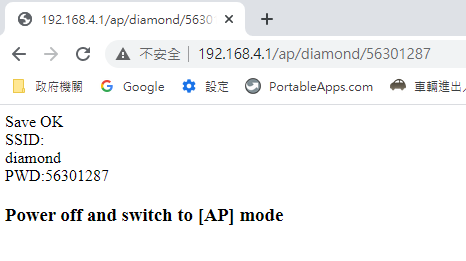 192.168.4.1/ap/diamond/5630
不安全
192.168.4.1/ap/diamond/56301287
政府機關
Google
設定
PortableApps.com
車輛進出
Save OK
SSID:
diamond
PWD:56301287
Power off and switch to [AP] mode